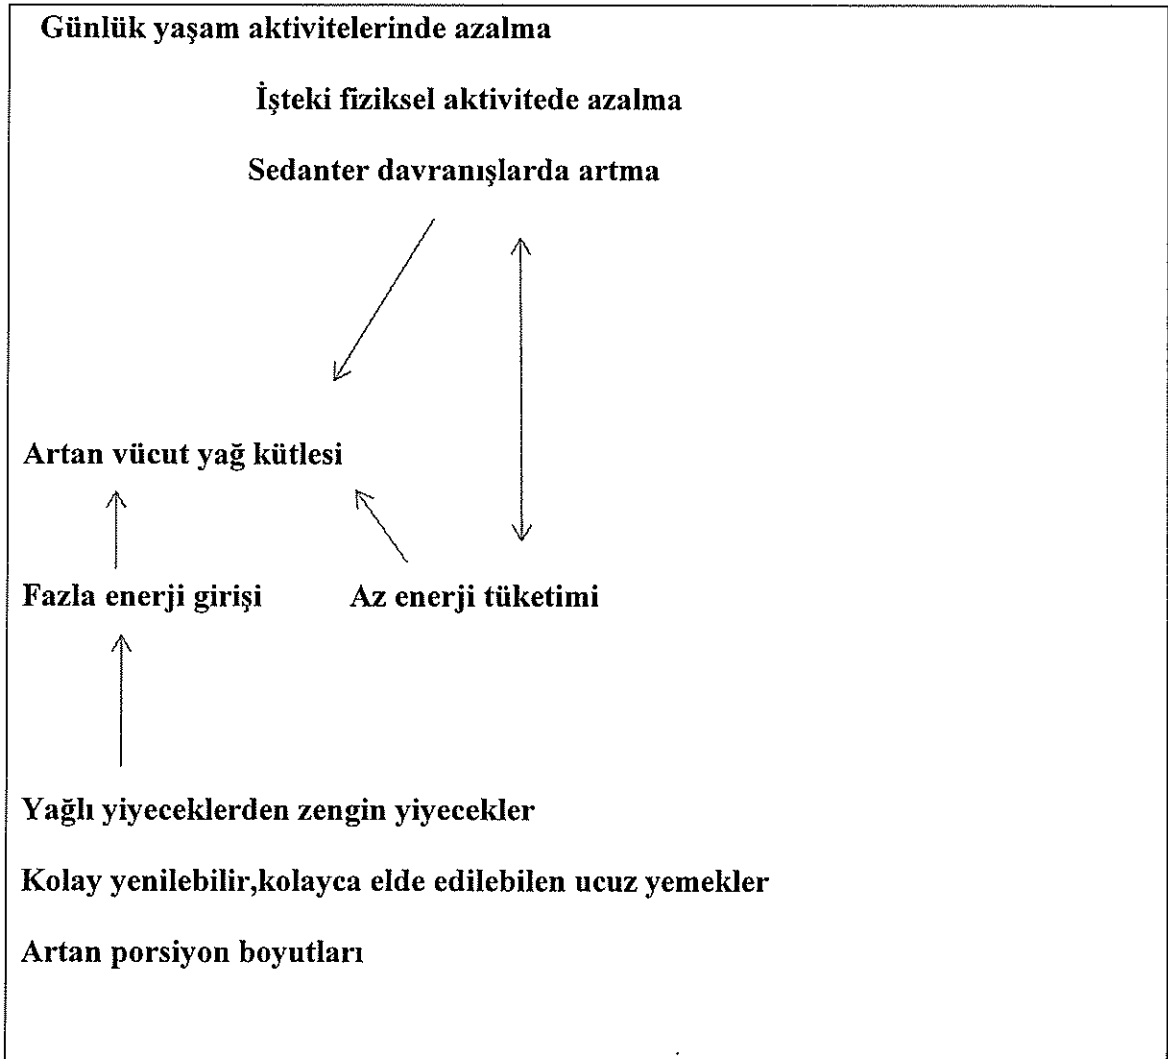 Günlük yaşam aktivitelerinde azalma
İşteki fiziksel aktivitede azalma
Sedanter davranışlarda artma
Artan vücut yağ kütlesi
Fazla enerji girişi Az enerji tüketimi
Yağlı yiyeceklerden zengin yiyecekler
Kolay yenilebilir,kolayca elde edilebilen ucuz yemekler
Artan porsiyon boyutları